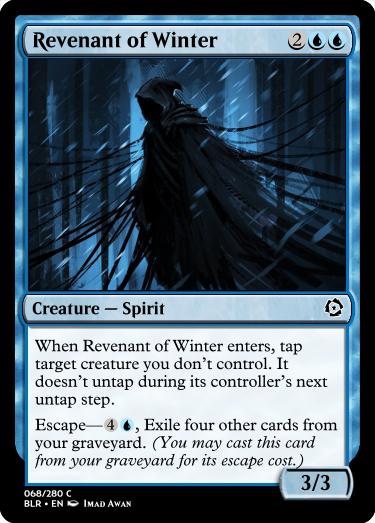 Revenant of Winter 2
Creature — Spirit
When Revenant of Winter enters, tap
target creature you don't control. It
doesn't untap during its controller's next
untap step.
Escape—4, Exile four other cards from
your graveyard. (You may cast this card
from your graveyard for its escape cost.)
3/3
068/280 C
BLR • EN Imad Awan